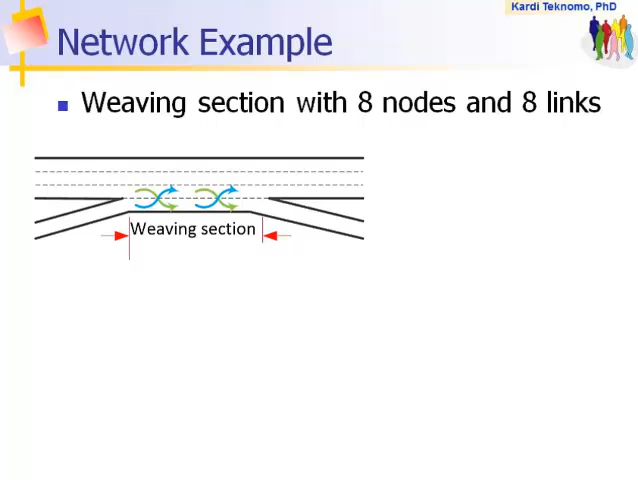 Kardi Teknomo, PhD
Network Example
Weaving section with 8 nodes and 8 links
Weaving section